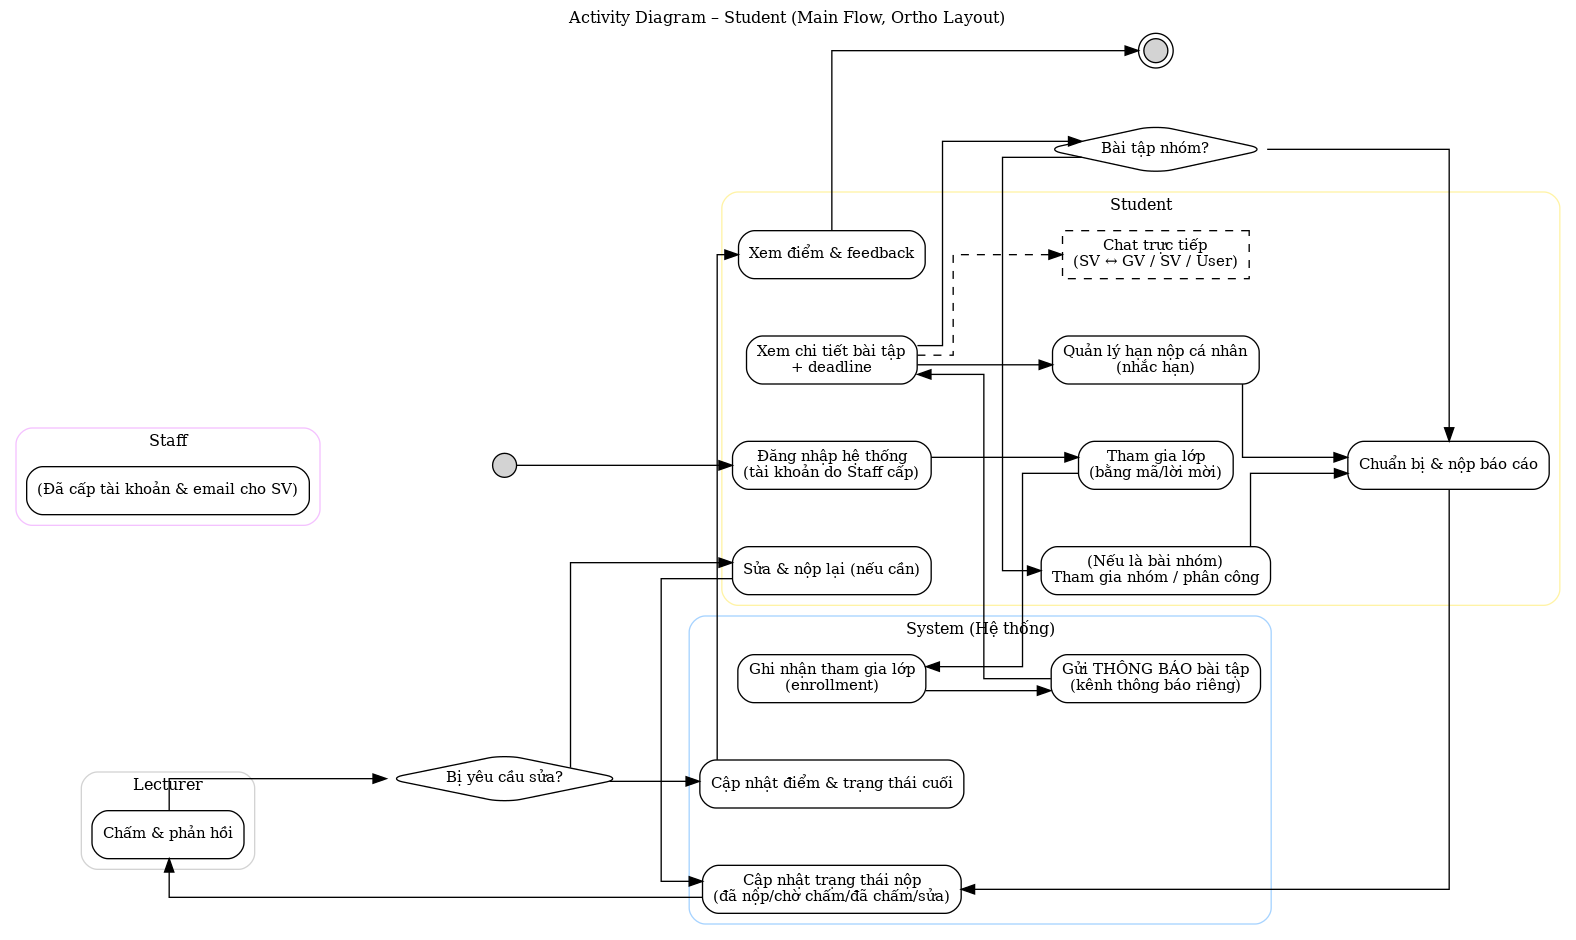 Activity Diagram – Student (Main Flow, Ortho Layout)
Bài tập nhóm?
Student
Xem điểm & feedback
Chat trực tiếp
(SV ↔ GV / SV / User)
Xem chi tiết bài tập
+ deadline
Quản lý hạn nộp cá nhân
(nhắc hạn)
Staff
(Đã cấp tài khoản & email cho SV)
Đăng nhập hệ thống
(tài khoản do Staff cấp)
Tham gia lớp
(bằng mã/lời mời)
Chuẩn bị & nộp báo cáo
Sửa & nộp lại (nếu cần)
(Nếu là bài nhóm)
Tham gia nhóm / phân công
System (Hệ thống)
Ghi nhận tham gia lớp
(enrollment)
Gửi THÔNG BÁO bài tập
(kênh thông báo riêng)
Lecturer
Chấm & phản hồi
Bị yêu cầu sửa?
Cập nhật điểm & trạng thái cuối
Cập nhật trạng thái nộp
(đã nộp/chờ chấm/đã chấm/sửa)